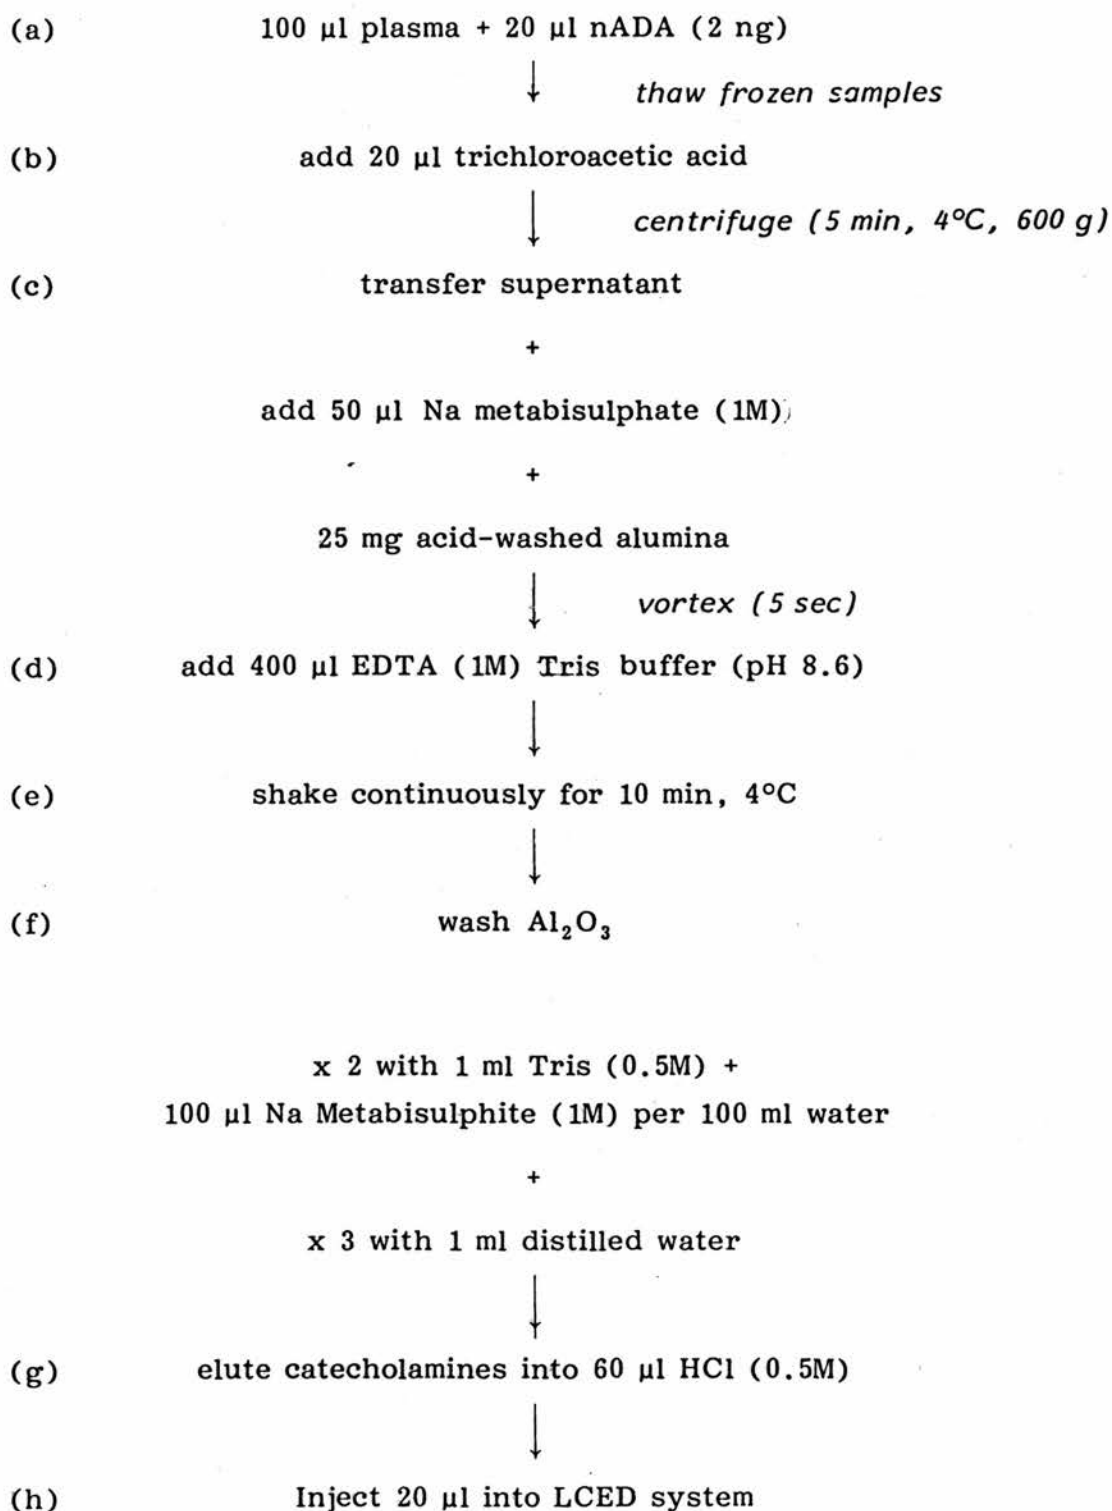 (a) 100 µl plasma + 20 µl nADA (2 ng)
thaw frozen samples
(b) add 20 µl trichloroacetic acid
centrifuge (5 min, 4°C, 600 g)
(c) transfer supernatant
+
add 50 µl Na metabisulphate (1M)
+
25 mg acid-washed alumina
vortex (5 sec)
(d) add 400 µl EDTA (1M) Tris buffer (pH 8.6)
(e) shake continuously for 10 min, 4°C
(f) wash Al₂O₃
x 2 with 1 ml Tris (0.5M) +
100 µl Na Metabisulphite (1M) per 100 ml water
+
x 3 with 1 ml distilled water
(g) elute catecholamines into 60 µl HCl (0.5M)
(h) Inject 20 µl into LCED system